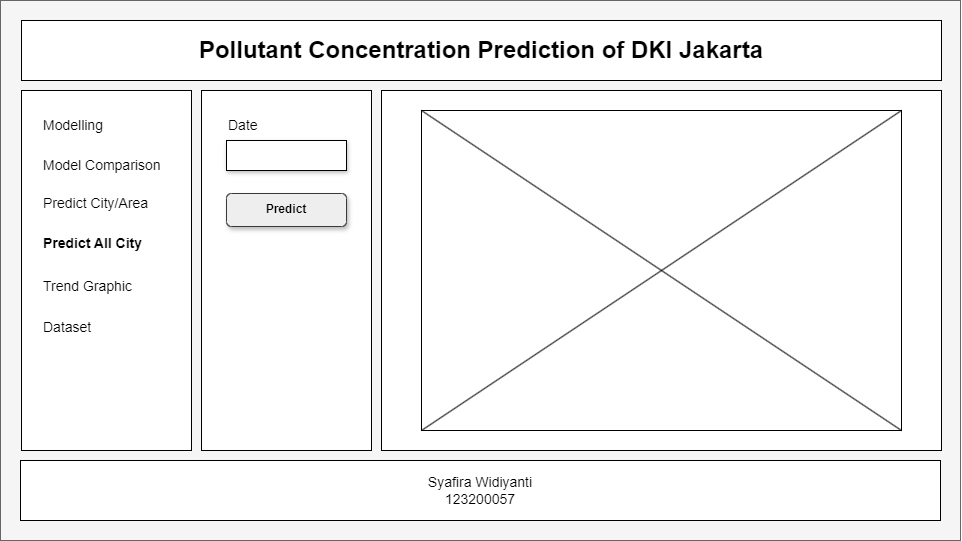 Pollutant Concentration Prediction of DKI Jakarta
Modelling
Model Comparison
Predict City/Area
Predict All City
Trend Graphic
Dataset
Date
Predict
Syafira Widiyanti
123200057